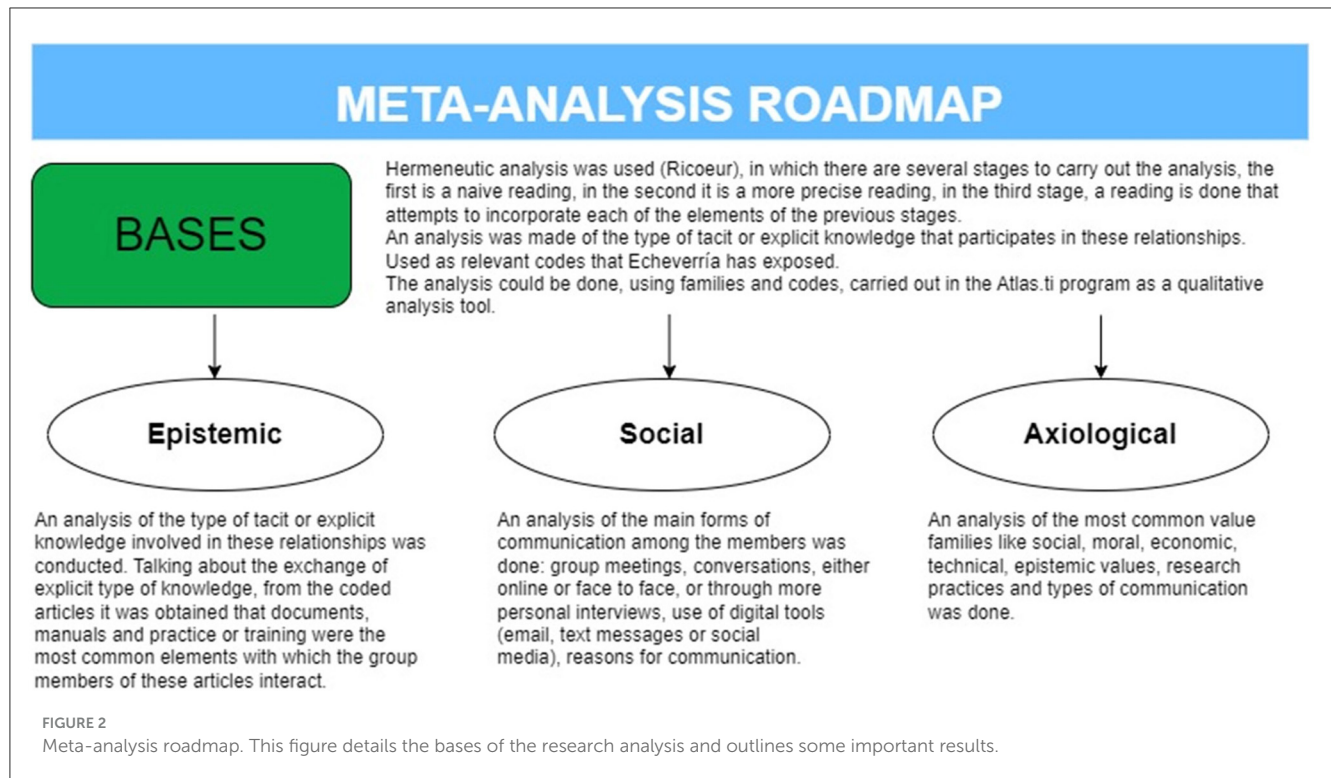 META-ANALYSIS ROADMAP
BASES
Hermeneutic analysis was used (Ricoeur), in which there are several stages to carry out the analysis, the
first is a naive reading, in the second it is a more precise reading, in the third stage, a reading is done that
attempts to incorporate each of the elements of the previous stages.
An analysis was made of the type of tacit or explicit knowledge that participates in these relationships.
Used as relevant codes that Echeverría has exposed.
The analysis could be done, using families and codes, carried out in the Atlas.ti program as a qualitative
analysis tool.
Epistemic
An analysis of the type of tacit or explicit
knowledge involved in these relationships was
conducted. Talking about the exchange of
explicit type of knowledge, from the coded
articles it was obtained that documents,
manuals and practice or training were the
most common elements with which the group
members of these articles interact.
Social
An analysis of the main forms of
communication among the members was
done: group meetings, conversations, either
online or face to face, or through more
personal interviews, use of digital tools
(email, text messages or social
media), reasons for communication.
Axiological
An analysis of the most common value
families like social, moral, economic,
technical, epistemic values, research
practices and types of communication
was done.
FIGURE 2
Meta-analysis roadmap. This figure details the bases of the research analysis and outlines some important results.